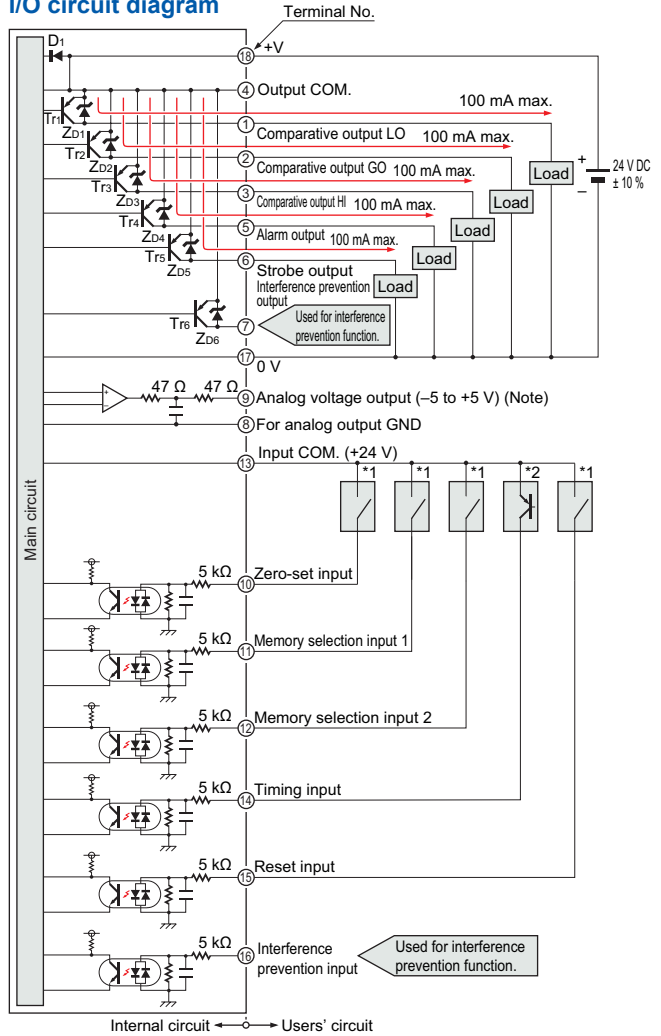 I/O circuit diagram
Terminal No.
D1
18 +V
4 Output COM.
100 mA max.
Tr1
ZD1
1
Comparative output LO 100 mA max.
Tr2
ZD2
2
Comparative output GO 100 mA max.
Tr3
ZD3
3
Comparative output HI 100 mA max.
Tr4
ZD4
5
Alarm output 100 mA max.
Tr5
ZD5
6
Strobe output
Interference prevention
output
Load
Load
Load
Load
Load
+
–
24 V DC
± 10 %
Tr6
ZD6
7
Used for interference
prevention function.
17
0 V
+
–
47 Ω 47 Ω
9 Analog voltage output (–5 to +5 V) (Note)
8 For analog output GND
13
Input COM. (+24 V)
*1 *1 *1 *2 *1
Main circuit
5 kΩ
10 Zero-set input
5 kΩ
11 Memory selection input 1
5 kΩ
12 Memory selection input 2
5 kΩ
14 Timing input
5 kΩ
15 Reset input
5 kΩ
16 Interference
prevention input
Used for interference
prevention function.
Internal circuit Users' circuit